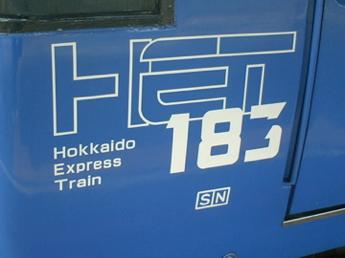 HET
183
Hokkaido
Express
Train
SN